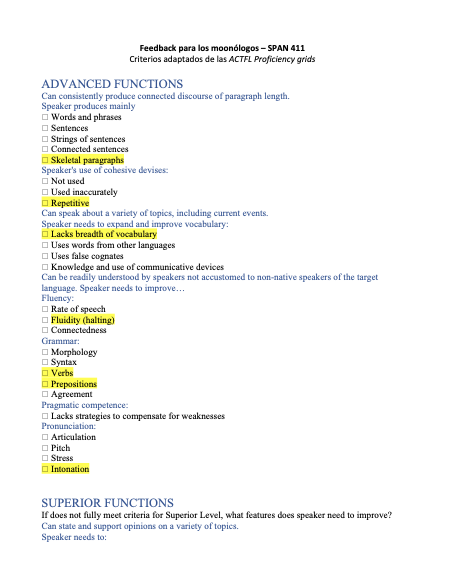 Feedback para los moonólogos – SPAN 411
Criterios adaptados de las ACTFL Proficiency grids
ADVANCED FUNCTIONS
Can consistently produce connected discourse of paragraph length.
Speaker produces mainly
☐ Words and phrases
☐ Sentences
☐ Strings of sentences
☐ Connected sentences
☐ Skeletal paragraphs
Speaker's use of cohesive devises:
☐ Not used
☐ Used inaccurately
☐ Repetitive
Can speak about a variety of topics, including current events.
Speaker needs to expand and improve vocabulary:
☐ Lacks breadth of vocabulary
☐ Uses words from other languages
☐ Uses false cognates
☐ Knowledge and use of communicative devices
Can be readily understood by speakers not accustomed to non-native speakers of the target
language. Speaker needs to improve…
Fluency:
☐ Rate of speech
☐ Fluidity (halting)
☐ Connectedness
Grammar:
☐ Morphology
☐ Syntax
☐ Verbs
☐ Prepositions
☐ Agreement
Pragmatic competence:
☐ Lacks strategies to compensate for weaknesses
Pronunciation:
☐ Articulation
☐ Pitch
☐ Stress
☐ Intonation
SUPERIOR FUNCTIONS
If does not fully meet criteria for Superior Level, what features does speaker need to improve?
Can state and support opinions on a variety of topics.
Speaker needs to: